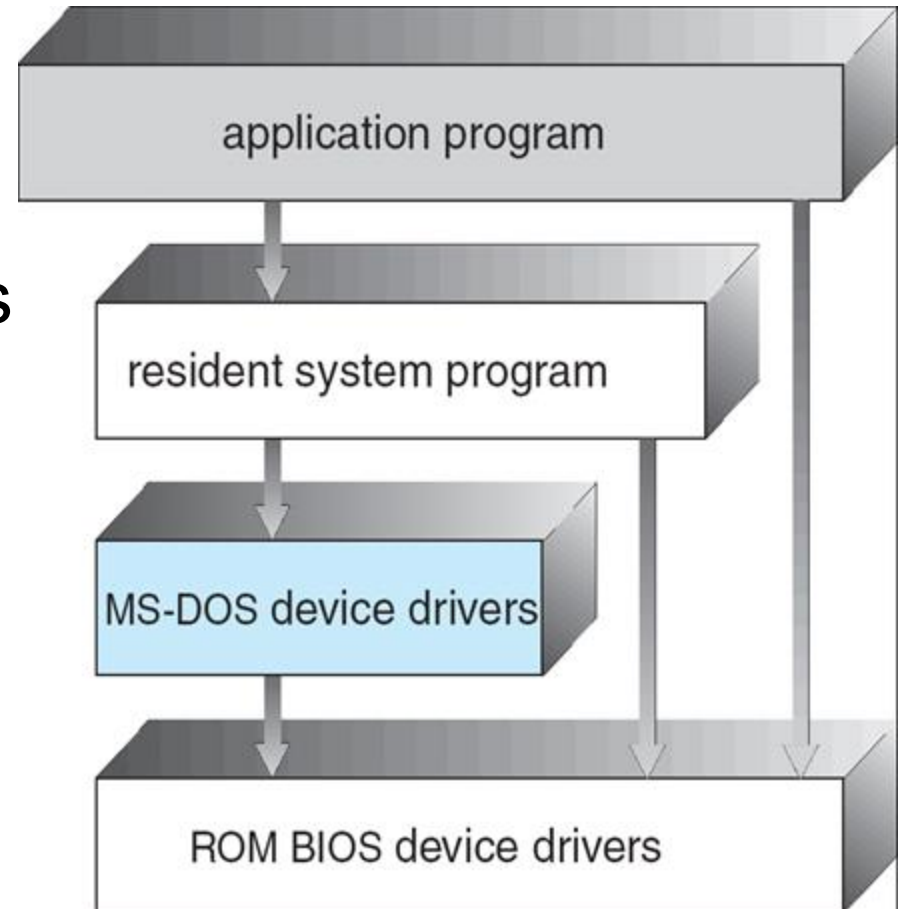 application program
s
resident system program
MS-DOS device drivers
ROM BIOS device drivers